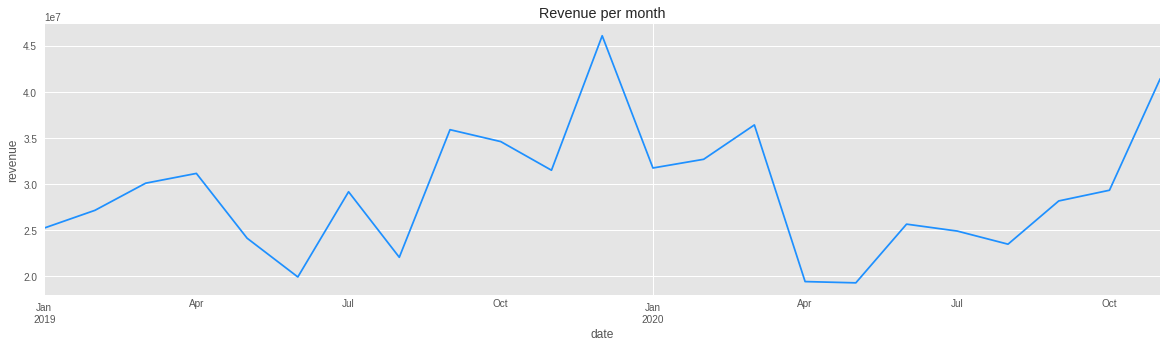 Revenue per month
1e7
4.5
4.0
3.5
3.0
2.5
2.0
revenue
Jan Apr Jul Oct Jan Apr Jul Oct
2019 2020
date